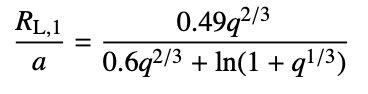 R_{L,1}/a = 0.49q^{2/3} / (0.6q^{2/3} + ln(1 + q^{1/3}))